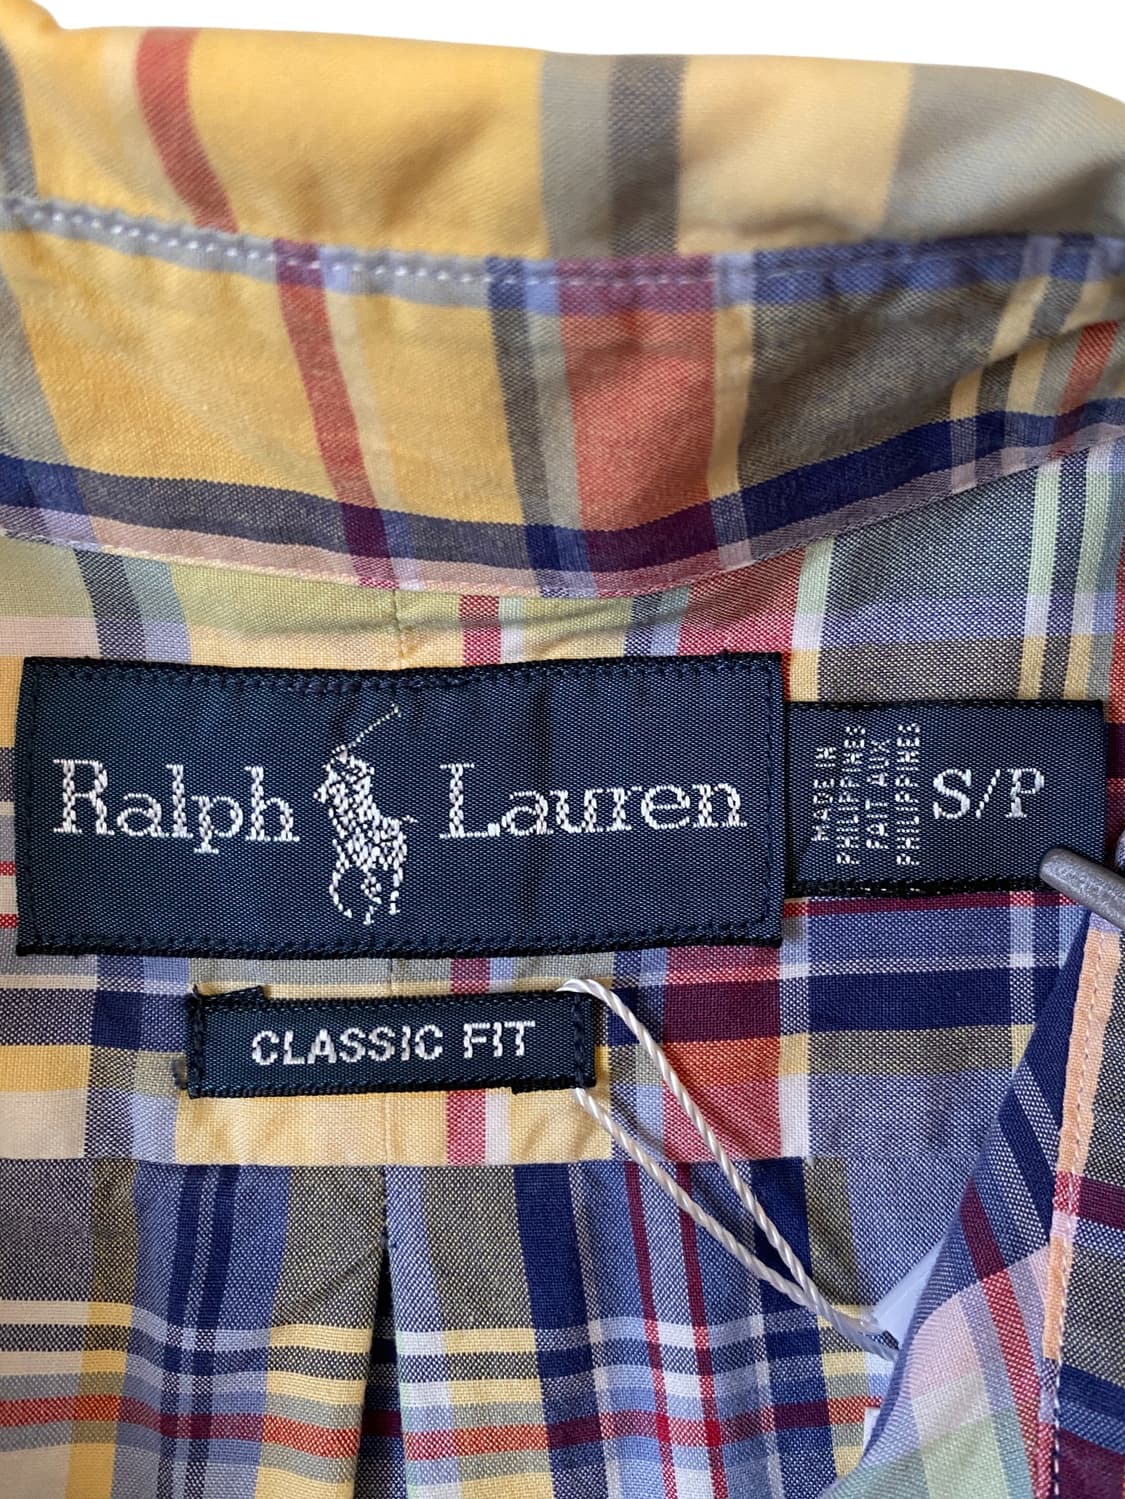 Ralph Lauren
MADE IN
PHILIPPINES
FAIT AUX
PHILIPPINES
S/P
CLASSIC FIT